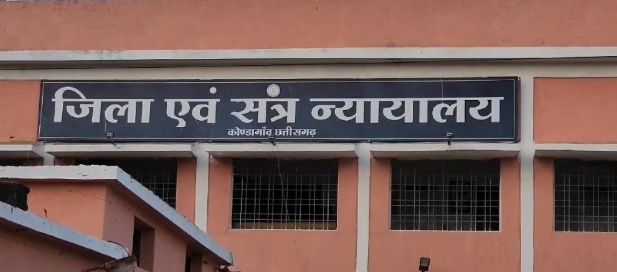 जिला एवं सत्र न्यायालय
कोण्डागाँव, छत्तीसगढ़